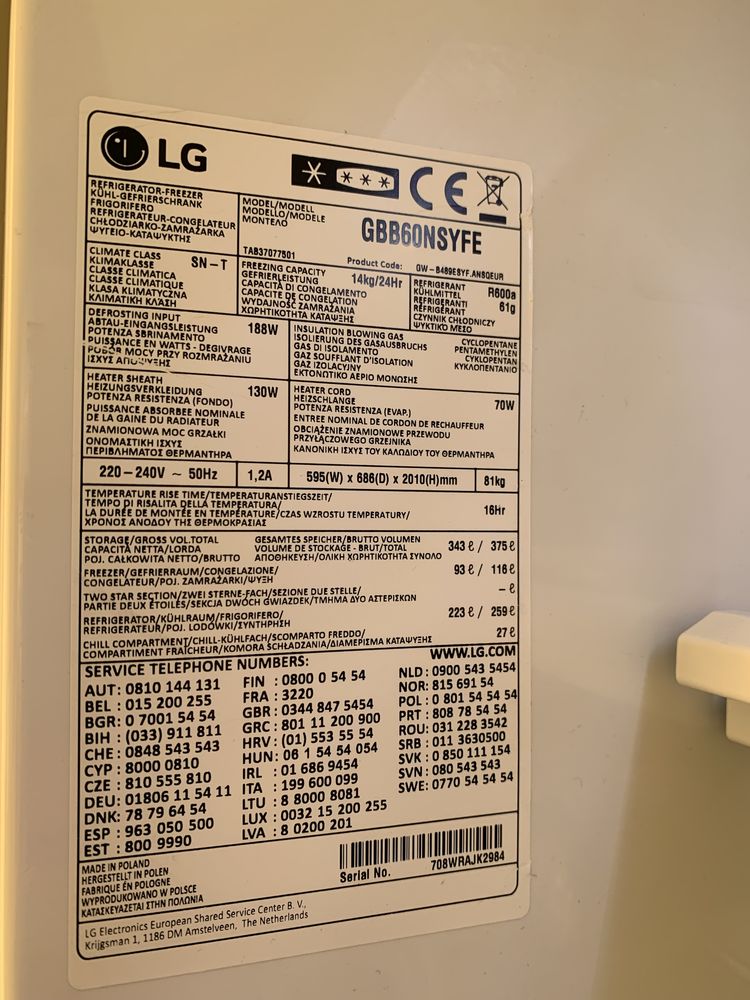 LG
REFRIGERATOR-FREEZER
KÜHL-GEFRIERSCHRANK
FRIGORIFERO
REFRIGERATEUR-CONGELATEUR
CHŁODZIARKO-ZAMRAŻARKA
ΨΥΓΕΙΟ-ΚΑΤΑΨΥΚΤΗΣ
MODEL/MODELL
MODELLO/MODELE
ΜΟΝΤΕΛΟ
GBB60NSYFE
TAB37077501
Product Code: GW-B489ESYF.ANSQEUR
CLIMATE CLASS SN-T
KLIMAKLASSE
CLASSE CLIMATICA
CLASSE CLIMATIQUE
KLASA KLIMATYCZNA
ΚΛΙΜΑΤΙΚΗ ΚΛΑΣΗ
FREEZING CAPACITY 14kg/24Hr
GEFRIERLEISTUNG
CAPACITÀ DI CONGELAMENTO
CAPACITE DE CONGELATION
WYDAJNOŚĆ ZAMRAŻANIA
ΧΩΡΗΤΙΚΟΤΗΤΑ ΚΑΤΑΨΥΞΗΣ
REFRIGERANT R600a
KÜHLMITTEL 61g
REFRIGERANTI
RÉFRIGÉRANT
CZYNNIK CHŁODNICZY
ΨΥΚΤΙΚΟ ΜΕΣΟ
DEFROSTING INPUT 188W
ABTAU-EINGANGSLEISTUNG
POTENZA SBRINAMENTO
PUISSANCE EN WATTS - DEGIVRAGE
POBÓR MOCY PRZY ROZMRAŻANIU
ΙΣΧΥΣ ΑΠΟΨΥΞΗΣ
INSULATION BLOWING GAS CYCLOPENTANE
ISOLIERUNG DES GASAUSBRUCHS PENTAMETHYLEN
GAS DI ISOLAMENTO CYKLOPENTAN
GAZ SOUFFLANT D'ISOLATION ΚΥΚΛΟΠΕΝΤΑΝΙΟ
GAZ IZOLACYJNY
ΕΚΤΟΝΩΤΙΚΟ ΑΕΡΙΟ ΜΟΝΩΣΗΣ
HEATER SHEATH 130W
HEIZUNGSVERKLEIDUNG
POTENZA RESISTENZA (FONDO)
PUISSANCE ABSORBEE NOMINALE
DE LA GAINE DU RADIATEUR
ZNAMIONOWA MOC GRZAŁKI
ΟΝΟΜΑΣΤΙΚΗ ΙΣΧΥΣ
ΠΕΡΙΒΛΗΜΑΤΟΣ ΘΕΡΜΑΝΤΗΡΑ
HEATER CORD 70W
HEIZSCHLANGE
POTENZA RESISTENZA (EVAP.)
ENTREE NOMINAL DE CORDON DE RECHAUFFEUR
OBCIĄŻENIE ZNAMIONOWE PRZEWODU
PRZYŁĄCZOWEGO GRZEJNIKA
ΚΑΝΟΝΙΚΗ ΙΣΧΥΣ ΤΟΥ ΚΑΛΩΔΙΟΥ ΤΟΥ ΘΕΡΜΑΝΤΗΡΑ
220-240V ~ 50Hz 1,2A 595(W) x 686(D) x 2010(H)mm 81kg
TEMPERATURE RISE TIME/TEMPERATURANSTIEGSZEIT/
TEMPO DI RISALITA DELLA TEMPERATURA/
LA DURÉE DE MONTÉE EN TEMPÉRATURE/CZAS WZROSTU TEMPERATURY/ 16Hr
ΧΡΟΝΟΣ ΑΝΟΔΟΥ ΤΗΣ ΘΕΡΜΟΚΡΑΣΙΑΣ
STORAGE/GROSS VOL.TOTAL GESAMTES SPEICHER/BRUTTO VOLUMEN
CAPACITÀ NETTA/LORDA VOLUME DE STOCKAGE - BRUT/TOTAL 343 ℓ / 375 ℓ
POJ. CAŁKOWITA NETTO/BRUTTO ΑΠΟΘΗΚΕΥΣΗ/ΟΛΙΚΗ ΧΩΡΗΤΙΚΟΤΗΤΑ ΣΥΝΟΛΟ
FREEZER/GEFRIERRAUM/CONGELAZIONE/ 93 ℓ / 116 ℓ
CONGELATEUR/POJ. ZAMRAŻARKI/ΨΥΞΗ
TWO STAR SECTION/ZWEI STERNE-FACH/SEZIONE DUE STELLE/ – ℓ
PARTIE DEUX ÉTOILES/SEKCJA DWÓCH GWIAZDEK/ΤΜΗΜΑ ΔΥΟ ΑΣΤΕΡΙΣΚΩΝ
REFRIGERATOR/KÜHLRAUM/FRIGORIFERO/ 223 ℓ / 259 ℓ
REFRIGERATEUR/POJ. LODÓWKI/ΣΥΝΤΗΡΗΣΗ
CHILL COMPARTMENT/CHILL-KÜHLFACH/SCOMPARTO FREDDO/ 27 ℓ
COMPARTIMENT FRAÎCHEUR/KOMORA SCHŁADZANIA/ΔΙΑΜΕΡΙΣΜΑ ΚΑΤΑΨΥΞΗΣ
WWW.LG.COM
SERVICE TELEPHONE NUMBERS:
AUT: 0810 144 131
BEL : 015 200 255
BGR: 0 7001 54 54
BIH : (033) 911 811
CHE : 0848 543 543
CYP : 8000 0810
CZE : 810 555 810
DEU: 01806 11 54 11
DNK: 78 79 64 54
ESP : 963 050 500
EST : 800 9990
FIN : 0800 0 54 54
FRA : 3220
GBR : 0344 847 5454
GRC : 801 11 200 900
HRV : (01) 553 55 54
HUN: 06 1 54 54 054
IRL : 01 686 9454
ITA : 199 600 099
LTU : 8 8000 8081
LUX : 0032 15 200 255
LVA : 8 0200 201
NLD : 0900 543 5454
NOR: 815 691 54
POL : 0 801 54 54 54
PRT : 808 78 54 54
ROU: 031 228 3542
SRB : 011 3630500
SVK : 0 850 111 154
SVN : 080 543 543
SWE: 0770 54 54 54
MADE IN POLAND
HERGESTELLT IN POLEN
FABRIQUÉ EN POLOGNE
WYPRODUKOWANO W POLSCE
ΚΑΤΑΣΚΕΥΑΖΕΤΑΙ ΣΤΗΝ ΠΟΛΩΝΙΑ
Serial No. 708WRAJK2984
LG Electronics European Shared Service Center B. V.,
Krijgsman 1, 1186 DM Amstelveen, The Netherlands